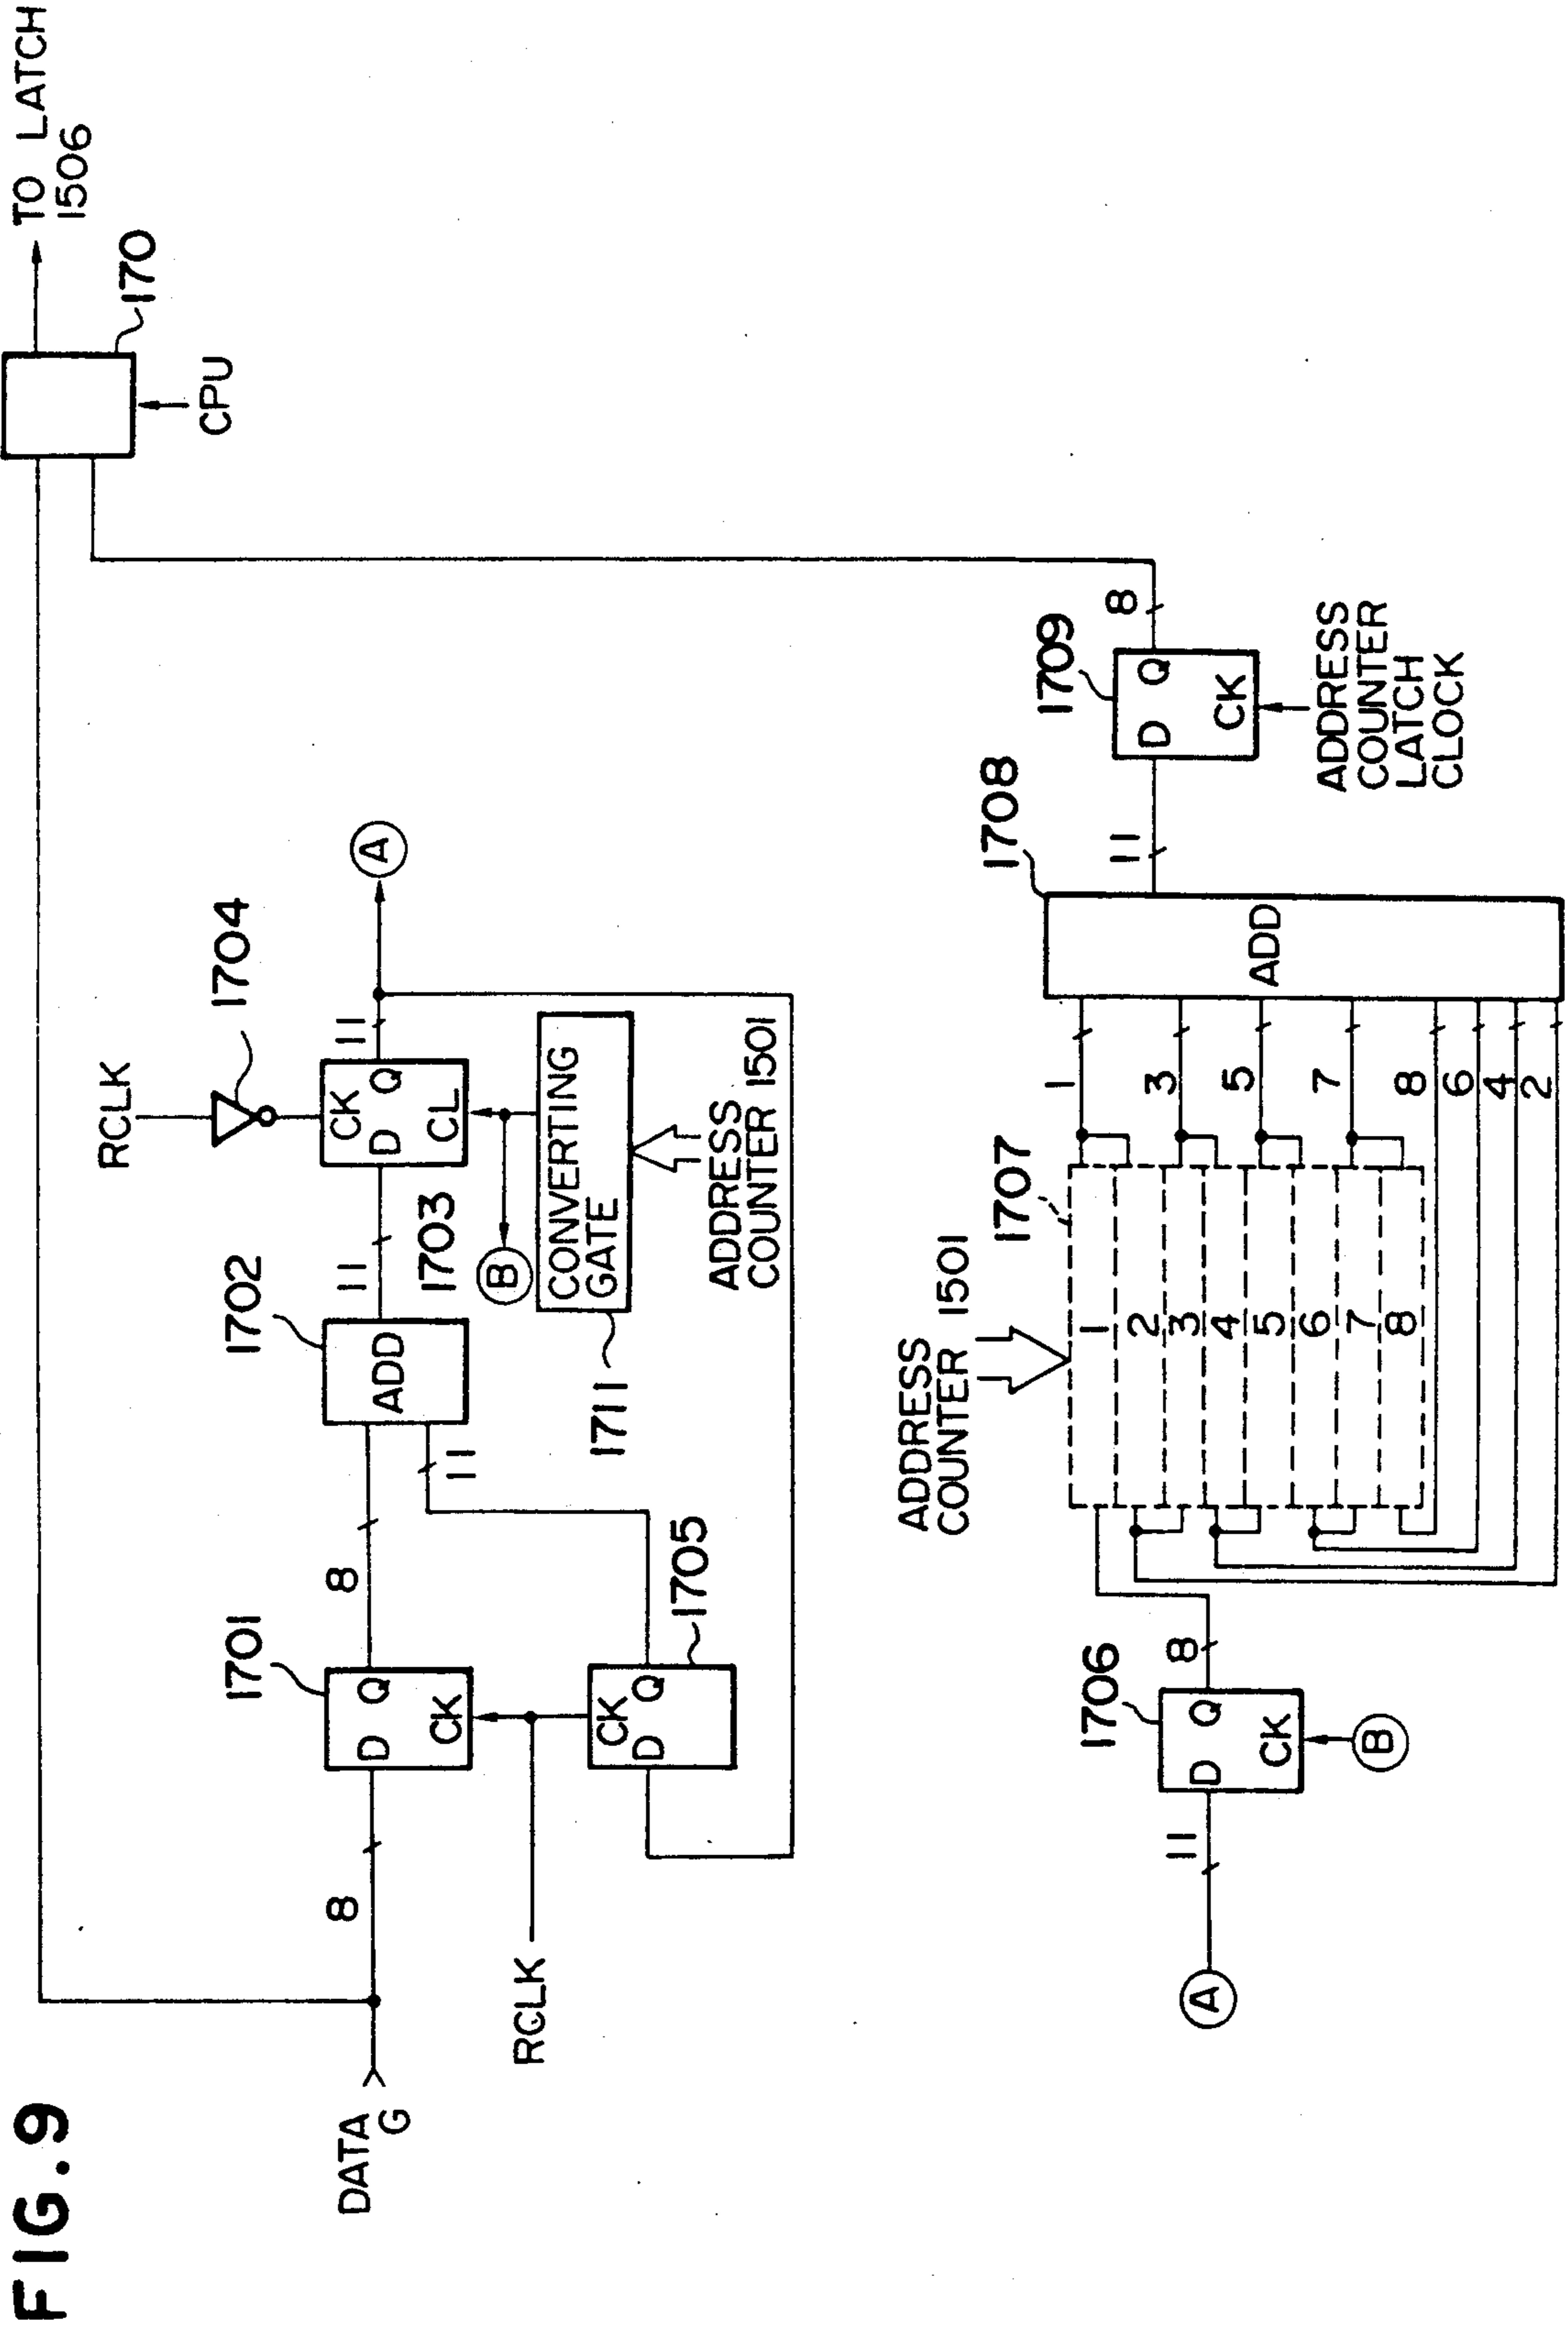 FIG.9
TO LATCH
1506
170
CPU
RCLK
1704
A
DATA
G
8
1701
D Q
CK
8
1702
ADD
11
11
1703
CK
D Q
CL
11
B
CONVERTING
GATE
1711
ADDRESS
COUNTER 1501
RCLK
CK
D Q
1705
A
11
1706
D Q
CK
B
8
ADDRESS
COUNTER 1501
1707
1
2
3
4
5
6
7
8
1
3
5
7
8
6
4
2
1708
ADD
11
1709
D Q
CK
8
ADDRESS
COUNTER
LATCH
CLOCK